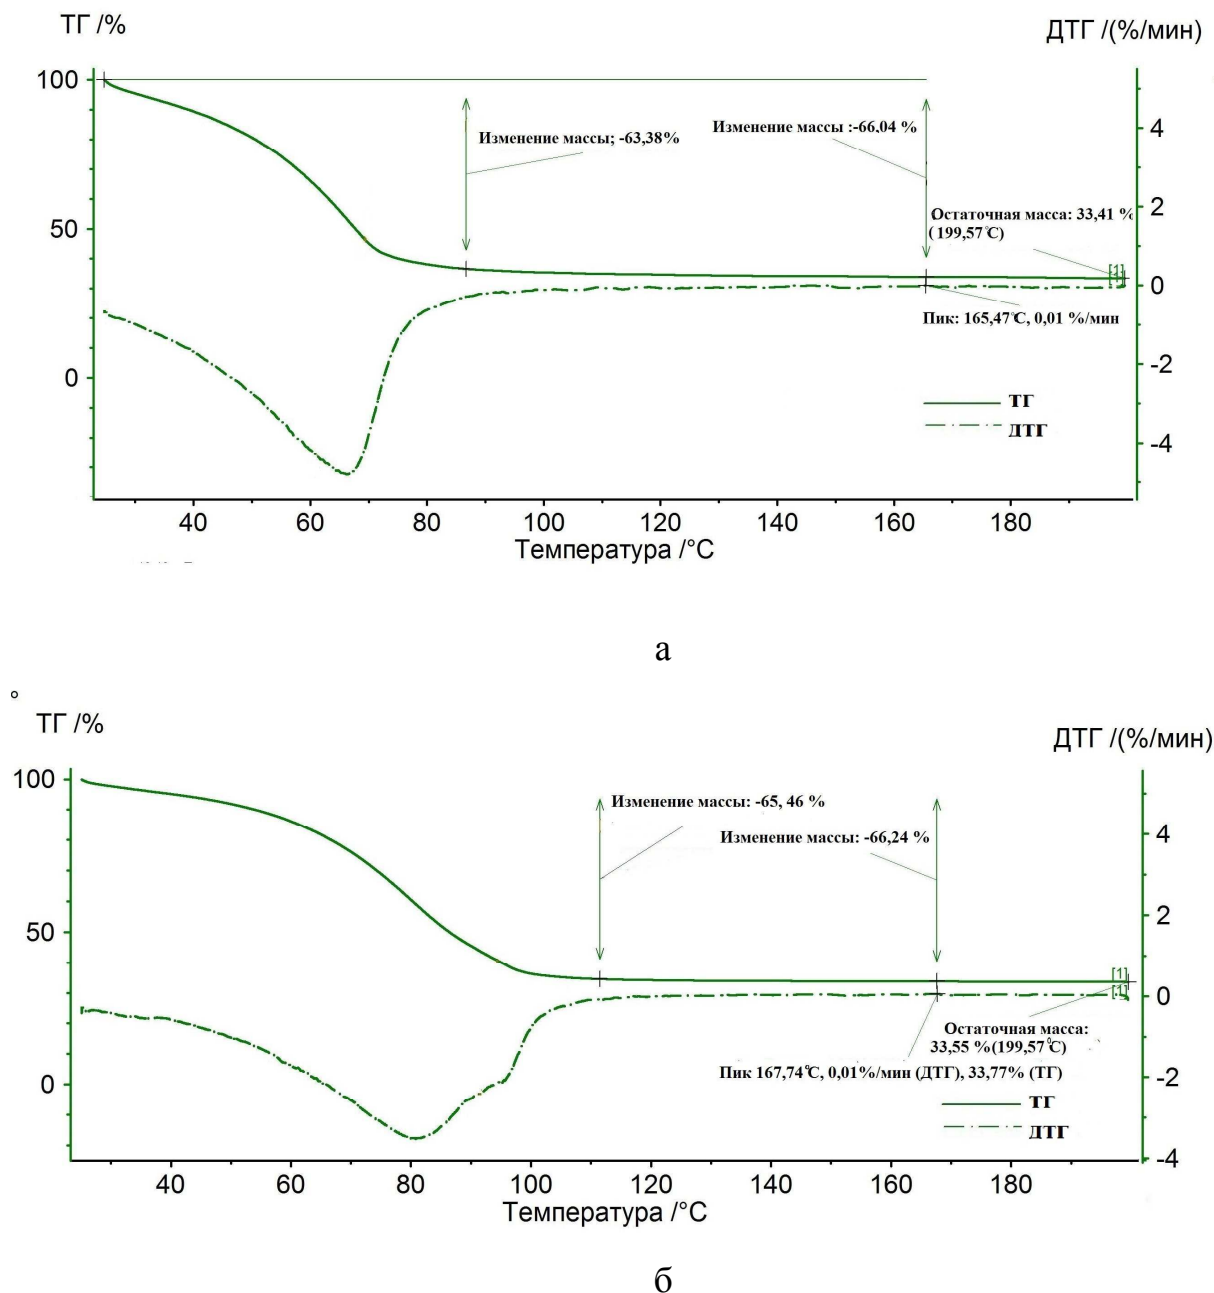 ТГ /%
ДТГ /(%/мин)
100
4
Изменение массы; -63,38%
Изменение массы :-66,04 %
50
2
Остаточная масса: 33,41 %
(199,57°C)
[1]
0
Пик: 165,47°C, 0,01 %/мин
0
-2
ТГ
ДТГ
-4
40 60 80 100 120 140 160 180
Температура /°C
а
°
ТГ /%
ДТГ /(%/мин)
100
Изменение массы: -65, 46 %
4
Изменение массы: -66,24 %
2
50
[1]
[1]
0
Остаточная масса:
33,55 %(199,57°C)
Пик 167,74°C, 0,01%/мин (ДТГ), 33,77% (ТГ)
0
-2
ТГ
ДТГ
-4
40 60 80 100 120 140 160 180
Температура /°C
б